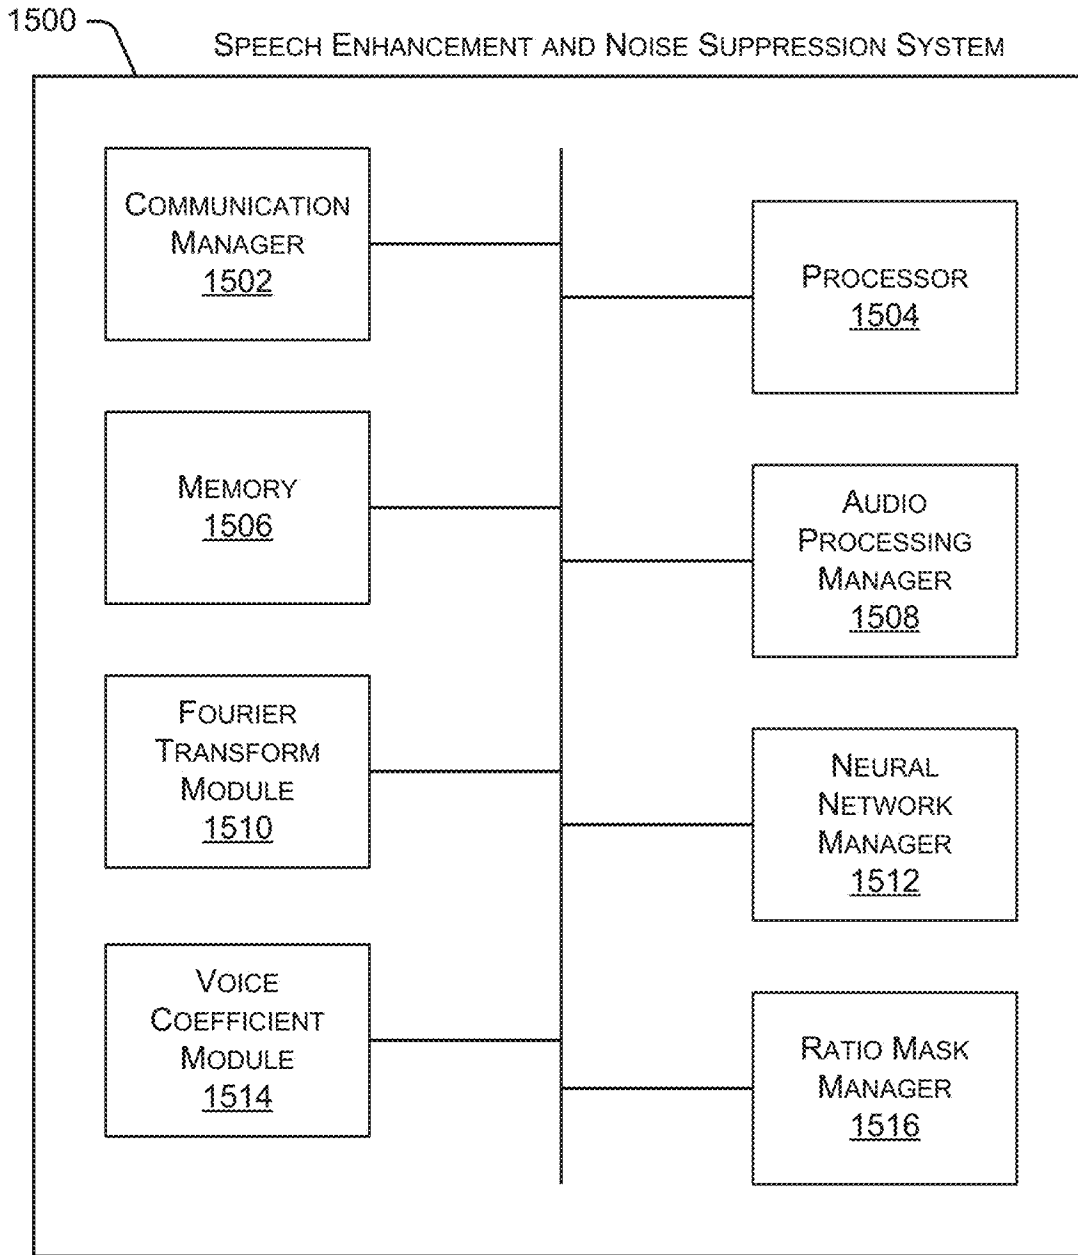 1500
SPEECH ENHANCEMENT AND NOISE SUPPRESSION SYSTEM
COMMUNICATION
MANAGER
1502
PROCESSOR
1504
MEMORY
1506
AUDIO
PROCESSING
MANAGER
1508
FOURIER
TRANSFORM
MODULE
1510
NEURAL
NETWORK
MANAGER
1512
VOICE
COEFFICIENT
MODULE
1514
RATIO MASK
MANAGER
1516